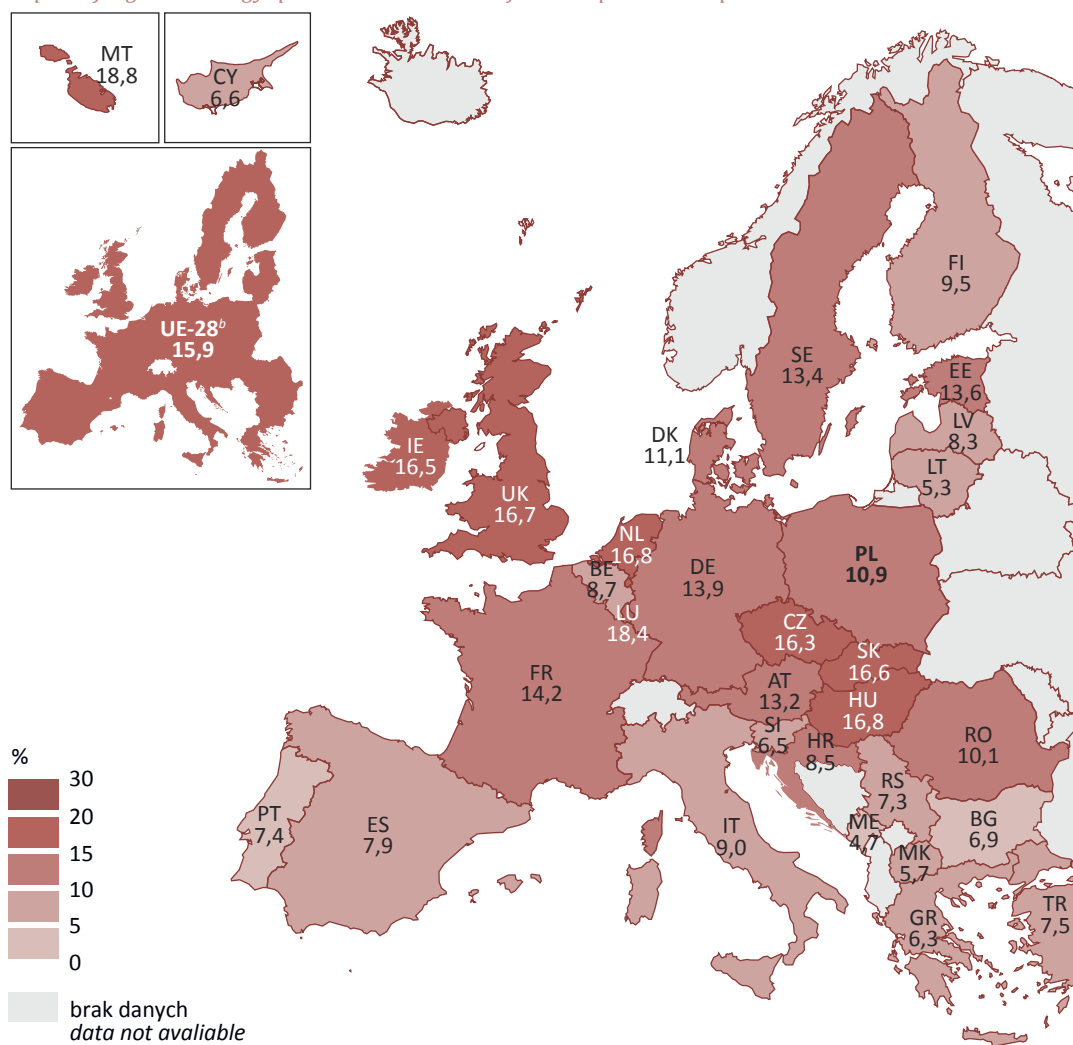 MT
18,8
CY
6,6
UE-28ᵇ
15,9
FI
9,5
SE
13,4
EE
13,6
LV
8,3
DK
11,1
LT
5,3
IE
16,5
UK
16,7
NL
16,8
BE
8,7
DE
13,9
PL
10,9
LU
18,4
CZ
16,3
SK
16,6
FR
14,2
AT
13,2
HU
16,8
SI
6,5
HR
8,5
RO
10,1
RS
7,3
PT
7,4
ES
7,9
IT
9,0
ME
4,7
BG
6,9
MK
5,7
GR
6,3
TR
7,5
%
30
20
15
10
5
0
brak danych
data not avaliable